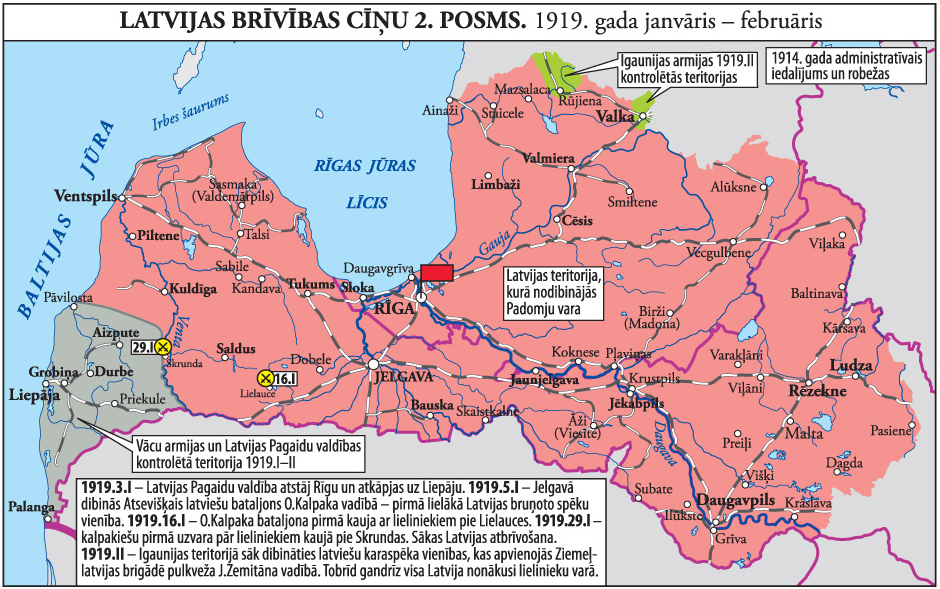 LATVIJAS BRĪVĪBAS CĪŅU 2. POSMS. 1919. gada janvāris – februāris
Igaunijas armijas 1919.II
kontrolētās teritorijas
1914. gada administratīvais
iedalījums un robežas
Irbes šaurums
BALTIJAS JŪRA
RĪGAS JŪRAS
LĪCIS
Ainaži
Staicele
Mazsalaca
Rūjiena
Valka
Valmiera
Limbaži
Smiltene
Alūksne
Cēsis
Gauja
Vecgulbene
Viļaka
Baltinava
Kārsava
Ventspils
Sasmaka
(Valdemārpils)
Talsi
Piltene
Sabile
Kandava
Kuldīga
Tukums
Sloka
Daugavgrīva
RĪGA
Latvijas teritorija,
kurā nodibinājās
Padomju vara
Birži
(Madona)
Pāvilosta
Aizpute
Venta
29.I
Skrunda
Saldus
Dobele
16.I
Lielauce
JELGAVA
Grobiņa
Durbe
Liepāja
Priekule
Bauska
Skaistkalne
Koknese
Pļaviņas
Jaunjelgava
Krustpils
Jēkabpils
Varakļāni
Viļāni
Rēzekne
Ludza
Āži
(Viesīte)
Daugava
Preiļi
Malta
Pasiene
Višķi
Dagda
Subate
Ilūkste
Daugavpils
Krāslava
Grīva
Palanga
Vācu armijas un Latvijas Pagaidu valdības
kontrolētā teritorija 1919.I–II
1919.3.I – Latvijas Pagaidu valdība atstāj Rīgu un atkāpjas uz Liepāju. 1919.5.I – Jelgavā
dibinās Atsevišķais latviešu bataljons O.Kalpaka vadībā – pirmā lielākā Latvijas bruņoto spēku
vienība. 1919.16.I – O.Kalpaka bataljona pirmā kauja ar lieliniekiem pie Lielauces. 1919.29.I –
kalpakiešu pirmā uzvara pār lieliniekiem kaujā pie Skrundas. Sākas Latvijas atbrīvošana.
1919.II – Igaunijas teritorijā sāk dibināties latviešu karaspēka vienības, kas apvienojās Ziemeļ-
latvijas brigādē pulkveža J.Zemitāna vadībā. Tobrīd gandrīz visa Latvija nonākusi lielinieku varā.